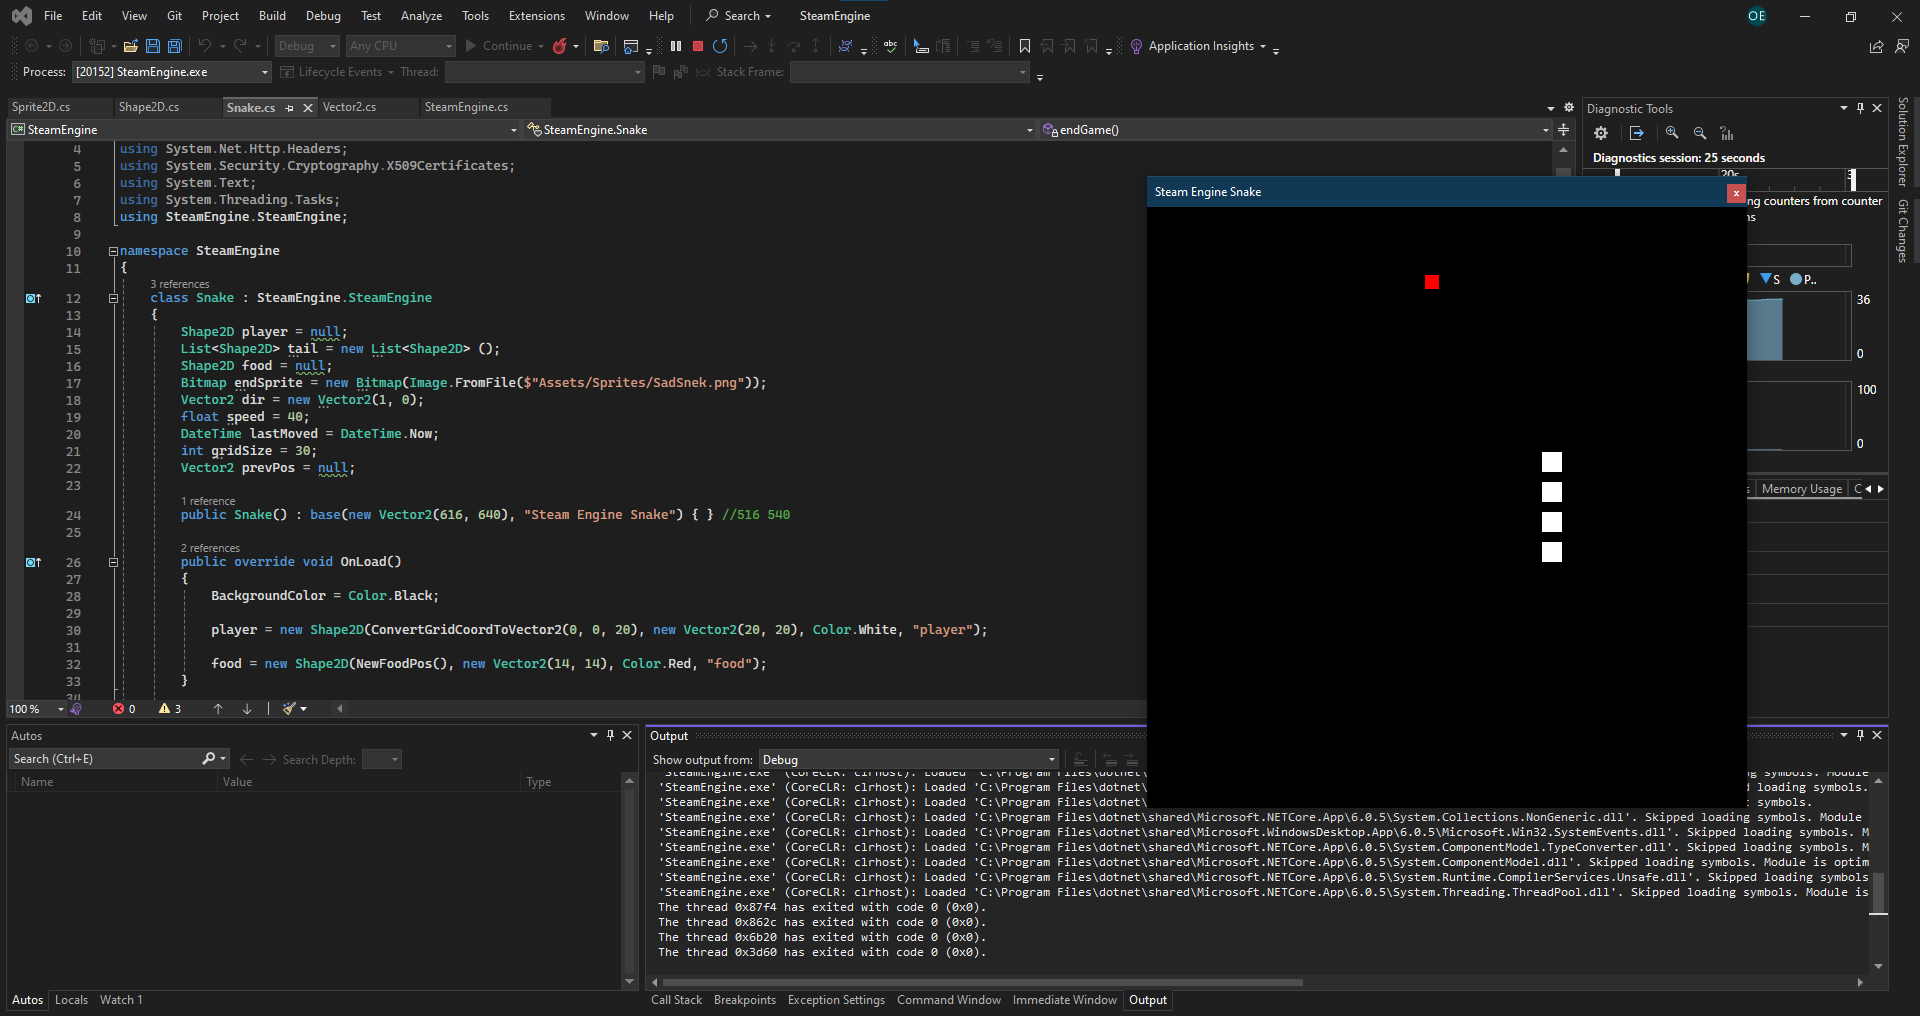 File Edit View Git Project Build Debug Test Analyze Tools Extensions Window Help Search SteamEngine OE
Debug Any CPU Continue Application Insights
Process: [20152] SteamEngine.exe Lifecycle Events Thread: Stack Frame:
Sprite2D.cs Shape2D.cs Snake.cs Vector2.cs SteamEngine.cs
C# SteamEngine SteamEngine.Snake endGame()
4 using System.Net.Http.Headers;
5 using System.Security.Cryptography.X509Certificates;
6 using System.Text;
7 using System.Threading.Tasks;
8 using SteamEngine.SteamEngine;
9
10 namespace SteamEngine
11 {
3 references
12 class Snake : SteamEngine.SteamEngine
13 {
14 Shape2D player = null;
15 List<Shape2D> tail = new List<Shape2D> ();
16 Shape2D food = null;
17 Bitmap endSprite = new Bitmap(Image.FromFile($"Assets/Sprites/SadSnek.png"));
18 Vector2 dir = new Vector2(1, 0);
19 float speed = 40;
20 DateTime lastMoved = DateTime.Now;
21 int gridSize = 30;
22 Vector2 prevPos = null;
23
1 reference
24 public Snake() : base(new Vector2(616, 640), "Steam Engine Snake") { } //516 540
25
2 references
26 public override void OnLoad()
27 {
28 BackgroundColor = Color.Black;
29
30 player = new Shape2D(ConvertGridCoordToVector2(0, 0, 20), new Vector2(20, 20), Color.White, "player");
31
32 food = new Shape2D(NewFoodPos(), new Vector2(14, 14), Color.Red, "food");
33 }
34
100 % 0 3
Steam Engine Snake x
Diagnostic Tools
Diagnostics session: 25 seconds
20s
ng counters from counter
ns
S P..
36
0
100
0
s Memory Usage C
Solution Explorer
Git Changes
Autos
Search (Ctrl+E) Search Depth:
Name Value Type
Autos Locals Watch 1
Output
Show output from: Debug
'SteamEngine.exe' (CoreCLR: clrhost): Loaded 'C:\Program Files\dotnet\ ng symbols. Module
'SteamEngine.exe' (CoreCLR: clrhost): Loaded 'C:\Program Files\dotnet\ d loading symbols.
'SteamEngine.exe' (CoreCLR: clrhost): Loaded 'C:\Program Files\dotnet\ symbols.
'SteamEngine.exe' (CoreCLR: clrhost): Loaded 'C:\Program Files\dotnet\shared\Microsoft.NETCore.App\6.0.5\System.Collections.NonGeneric.dll'. Skipped loading symbols. Module
'SteamEngine.exe' (CoreCLR: clrhost): Loaded 'C:\Program Files\dotnet\shared\Microsoft.WindowsDesktop.App\6.0.5\Microsoft.Win32.SystemEvents.dll'. Skipped loading symbols. M
'SteamEngine.exe' (CoreCLR: clrhost): Loaded 'C:\Program Files\dotnet\shared\Microsoft.NETCore.App\6.0.5\System.ComponentModel.TypeConverter.dll'. Skipped loading symbols. M
'SteamEngine.exe' (CoreCLR: clrhost): Loaded 'C:\Program Files\dotnet\shared\Microsoft.NETCore.App\6.0.5\System.ComponentModel.dll'. Skipped loading symbols. Module is optim
'SteamEngine.exe' (CoreCLR: clrhost): Loaded 'C:\Program Files\dotnet\shared\Microsoft.NETCore.App\6.0.5\System.Runtime.CompilerServices.Unsafe.dll'. Skipped loading symbols
'SteamEngine.exe' (CoreCLR: clrhost): Loaded 'C:\Program Files\dotnet\shared\Microsoft.NETCore.App\6.0.5\System.Threading.ThreadPool.dll'. Skipped loading symbols. Module is
The thread 0x87f4 has exited with code 0 (0x0).
The thread 0x862c has exited with code 0 (0x0).
The thread 0x6b20 has exited with code 0 (0x0).
The thread 0x3d60 has exited with code 0 (0x0).
Call Stack Breakpoints Exception Settings Command Window Immediate Window Output